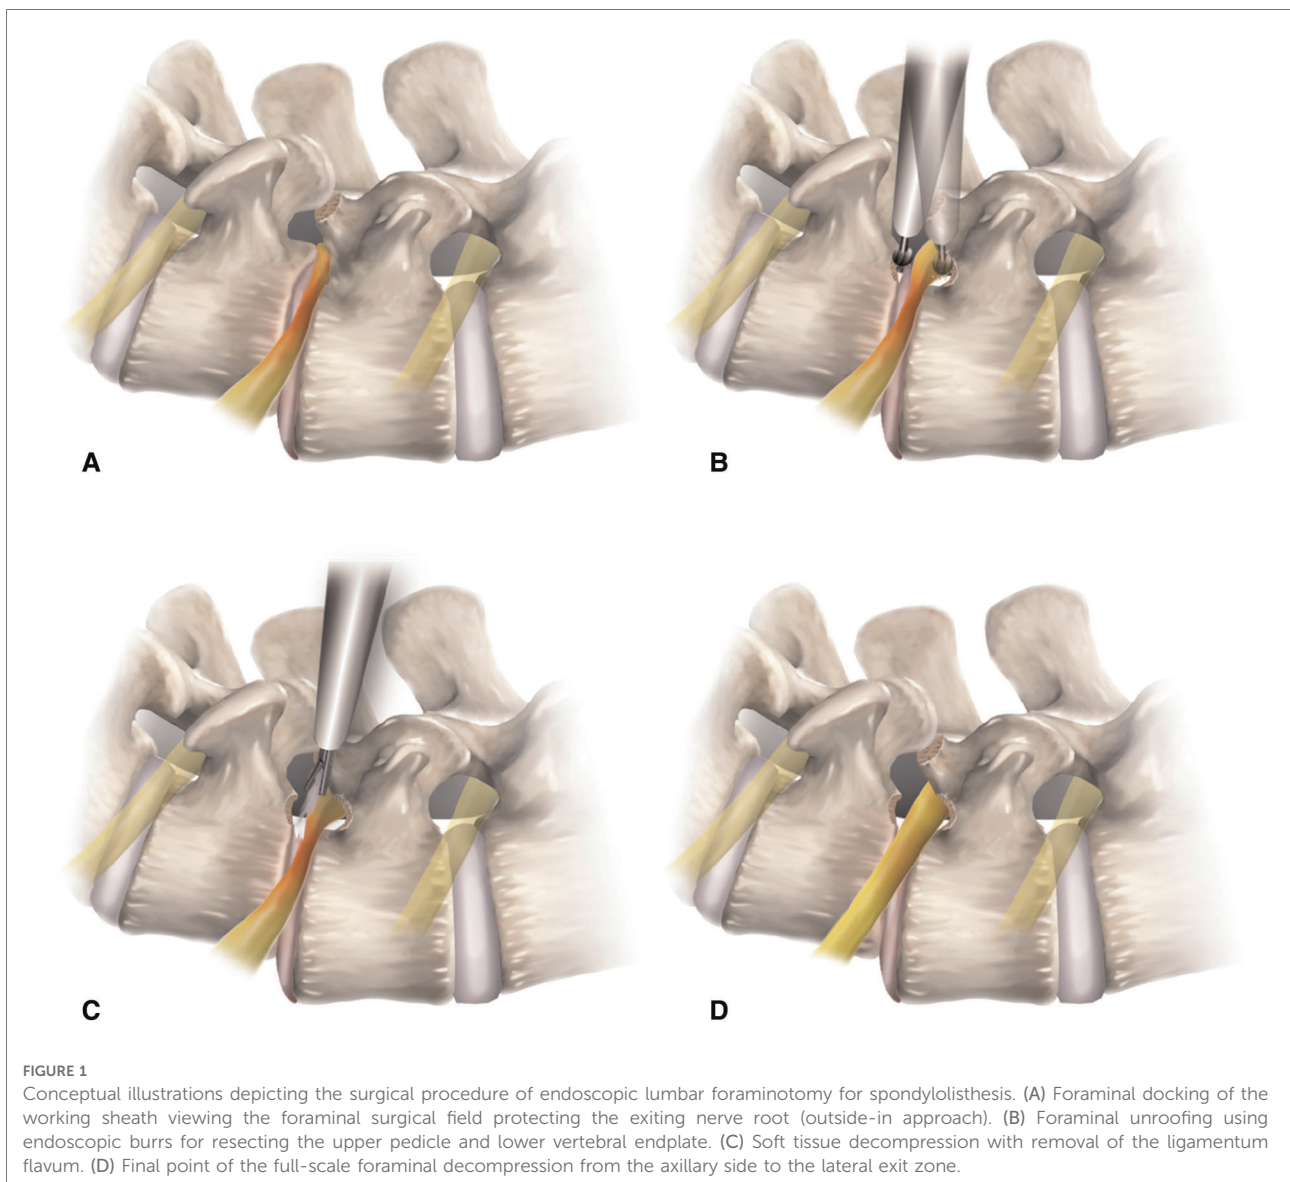 A
B
C
D
FIGURE 1
Conceptual illustrations depicting the surgical procedure of endoscopic lumbar foraminotomy for spondylolisthesis. (A) Foraminal docking of the
working sheath viewing the foraminal surgical field protecting the exiting nerve root (outside-in approach). (B) Foraminal unroofing using
endoscopic burrs for resecting the upper pedicle and lower vertebral endplate. (C) Soft tissue decompression with removal of the ligamentum
flavum. (D) Final point of the full-scale foraminal decompression from the axillary side to the lateral exit zone.